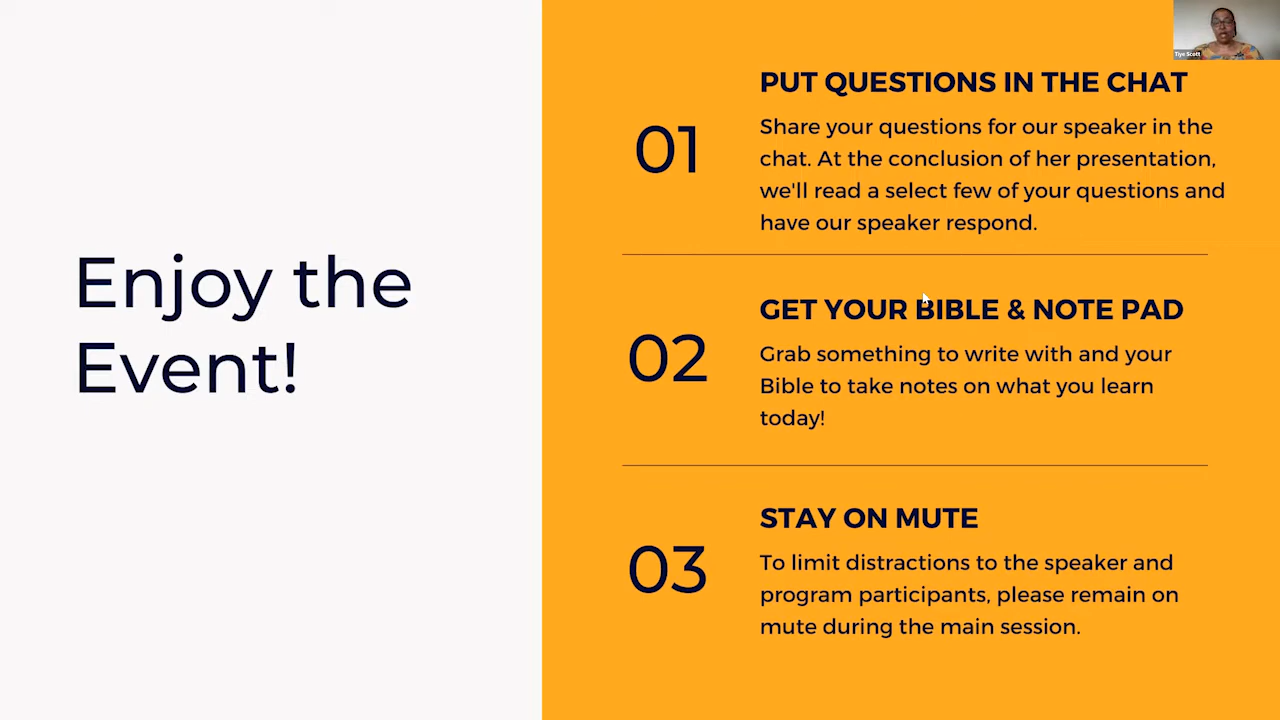 Tiye Scott
Enjoy the
Event!
01
PUT QUESTIONS IN THE CHAT
Share your questions for our speaker in the
chat. At the conclusion of her presentation,
we'll read a select few of your questions and
have our speaker respond.
02
GET YOUR BIBLE & NOTE PAD
Grab something to write with and your
Bible to take notes on what you learn
today!
03
STAY ON MUTE
To limit distractions to the speaker and
program participants, please remain on
mute during the main session.